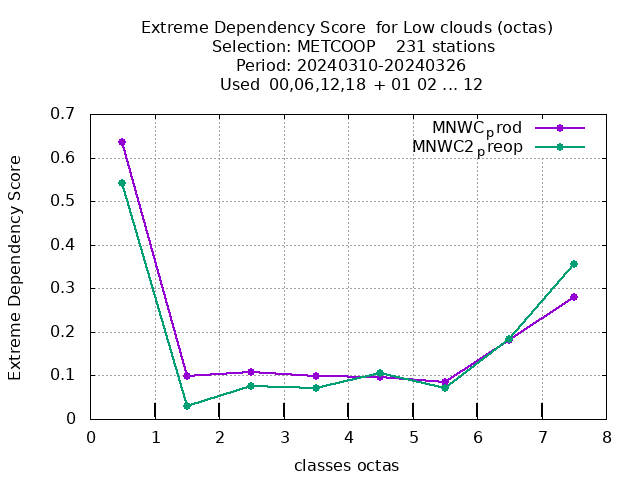 Extreme Dependency Score  for Low clouds (octas)
Selection: METCOOP    231 stations
Period: 20240310-20240326
Used  00,06,12,18  + 01 02 ... 12
MNWCprod
MNWC2preop
Extreme Dependency Score
0.7
0.6
0.5
0.4
0.3
0.2
0.1
0
0 1 2 3 4 5 6 7 8
classes octas